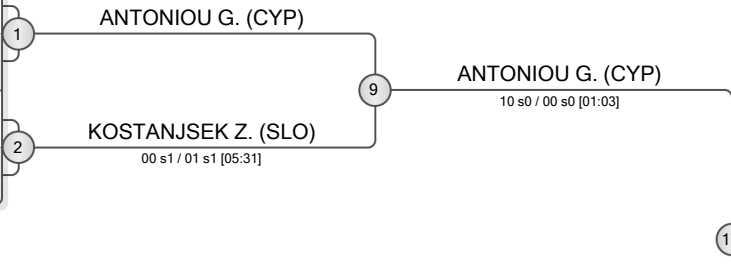 ANTONIOU G. (CYP)
1
9
ANTONIOU G. (CYP)
10 s0 / 00 s0 [01:03]
KOSTANJSEK Z. (SLO)
2
00 s1 / 01 s1 [05:31]